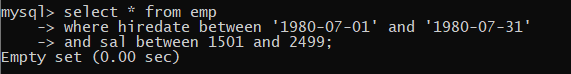 mysql> select * from emp
    -> where hiredate between '1980-07-01' and '1980-07-31'
    -> and sal between 1501 and 2499;
Empty set (0.00 sec)